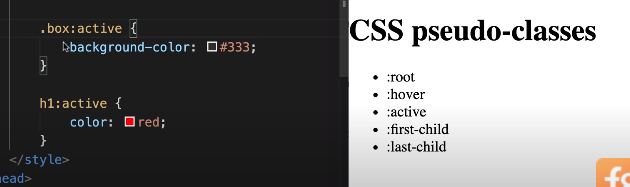 .box:active {
background-color: #333;
}
h1:active {
color: red;
}
</style>
ead>
CSS pseudo-classes
:root
:hover
:active
:first-child
:last-child